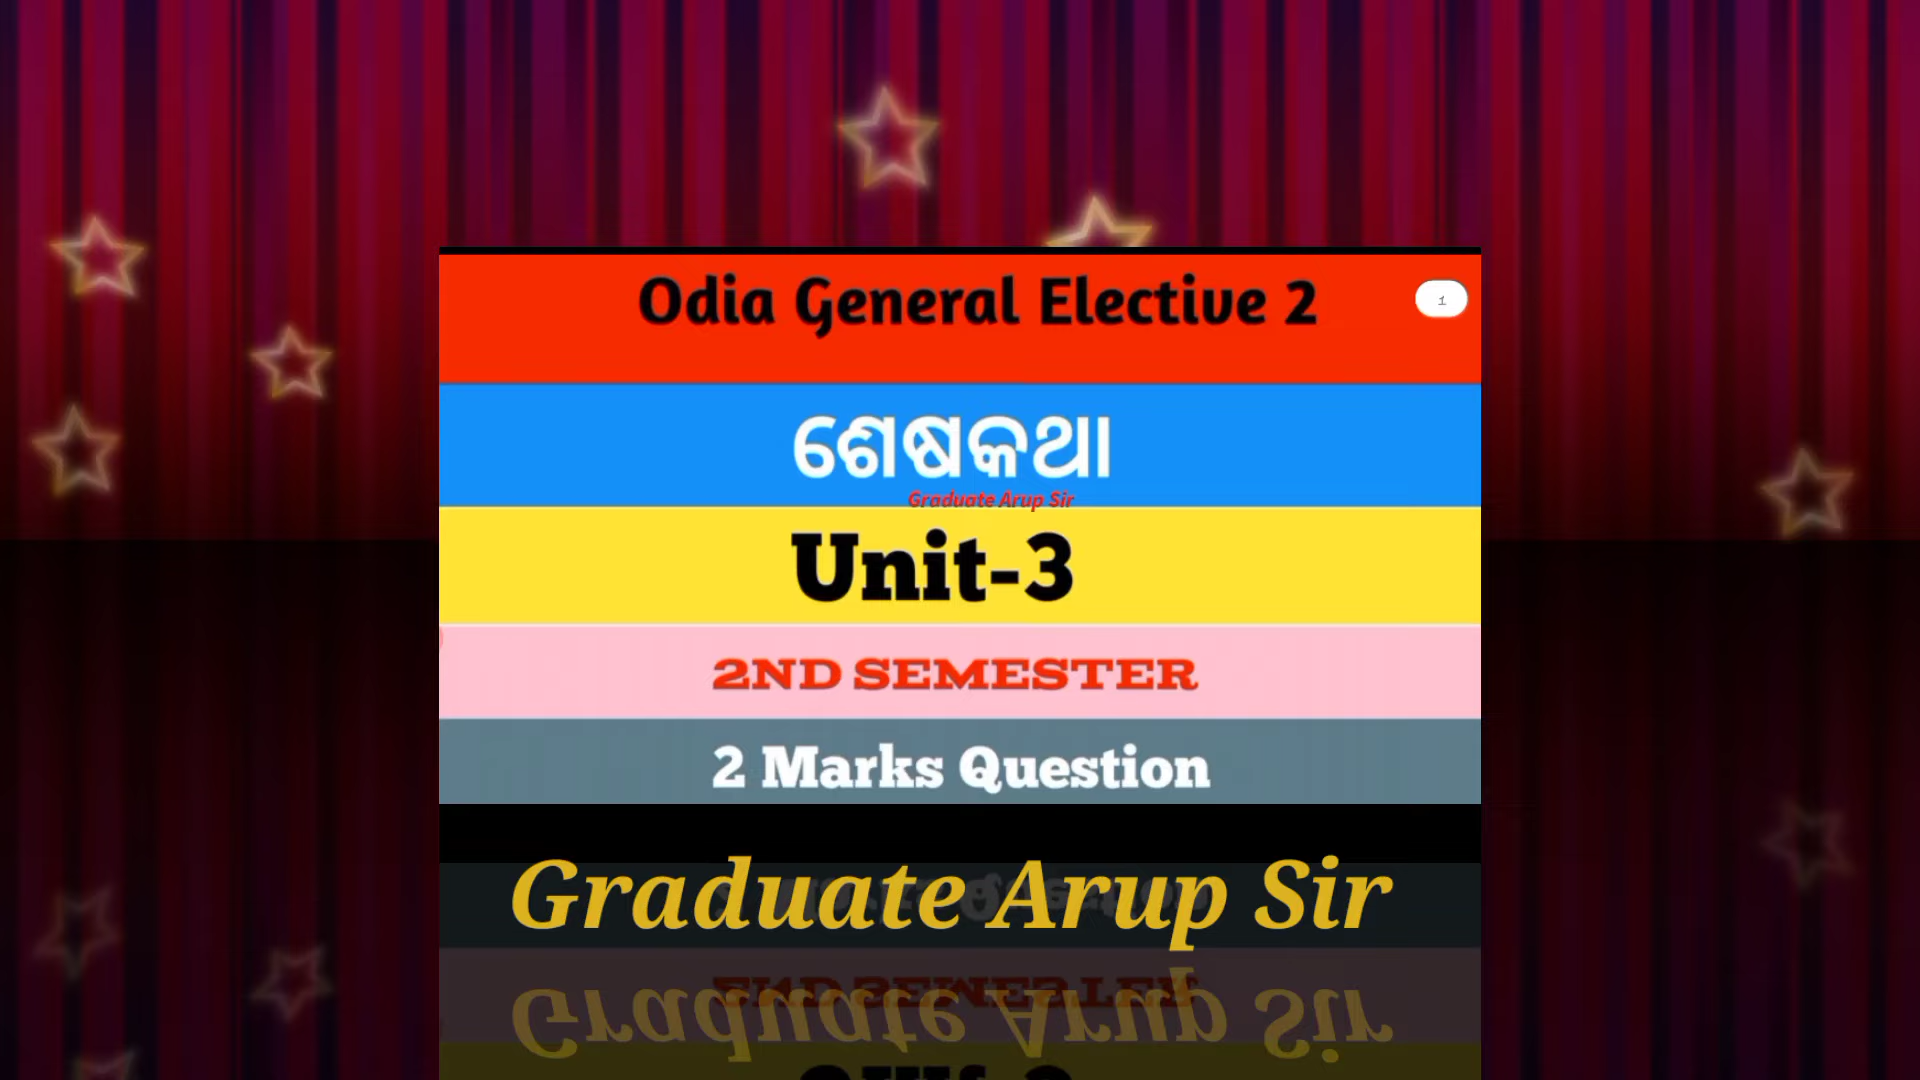 Odia General Elective 2
1
ଶେଷକଥା
Graduate Arup Sir
Unit-3
2ND SEMESTER
2 Marks Question
Graduate Arup Sir